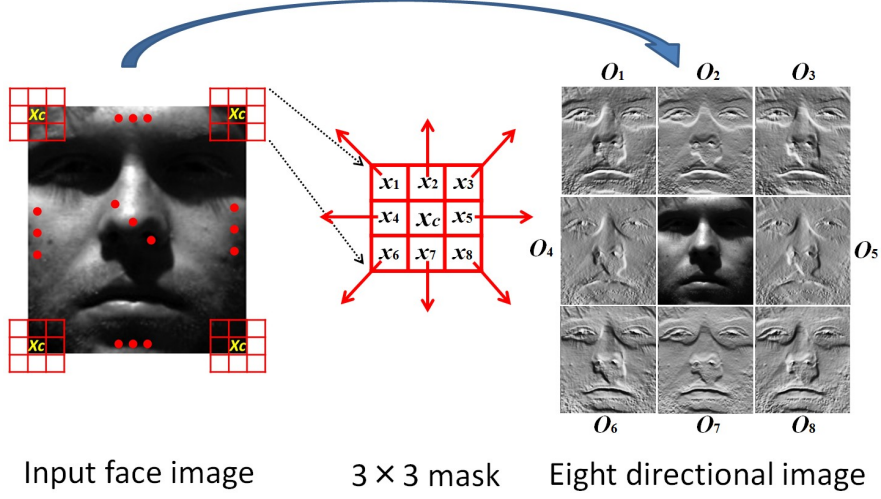 O1 O2 O3
Xc Xc
x1 x2 x3
x4 xc x5
O4 O5
x6 x7 x8
Xc Xc
O6 O7 O8
Input face image 3 × 3 mask Eight directional image